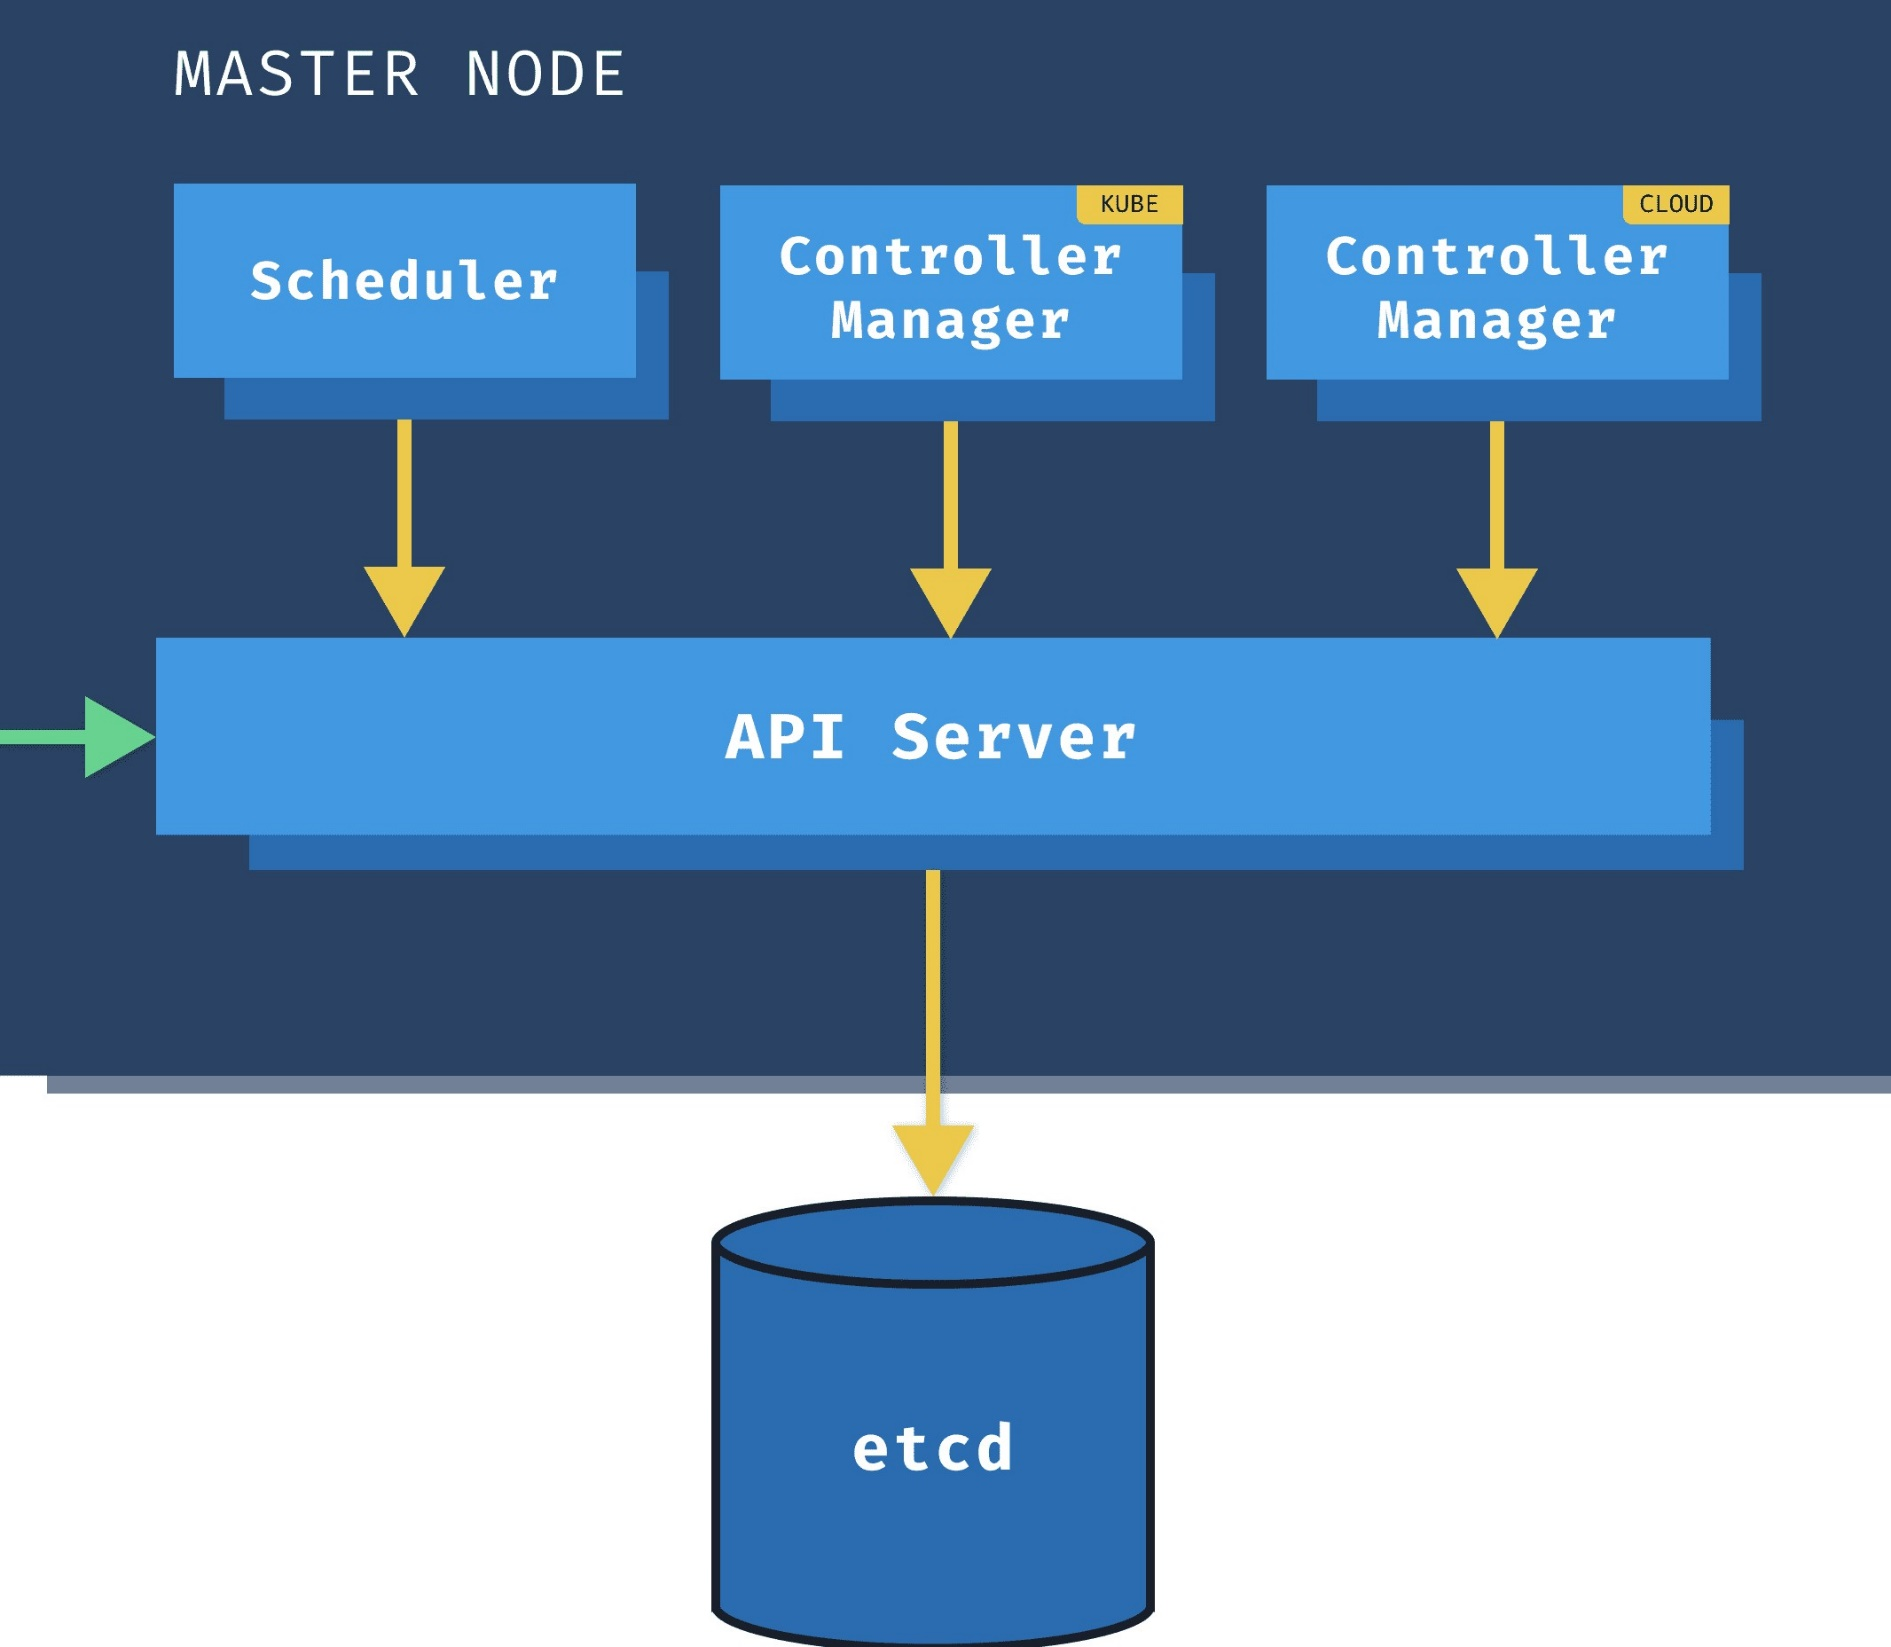 MASTER NODE
Scheduler
KUBE
Controller
Manager
CLOUD
Controller
Manager
API Server
etcd